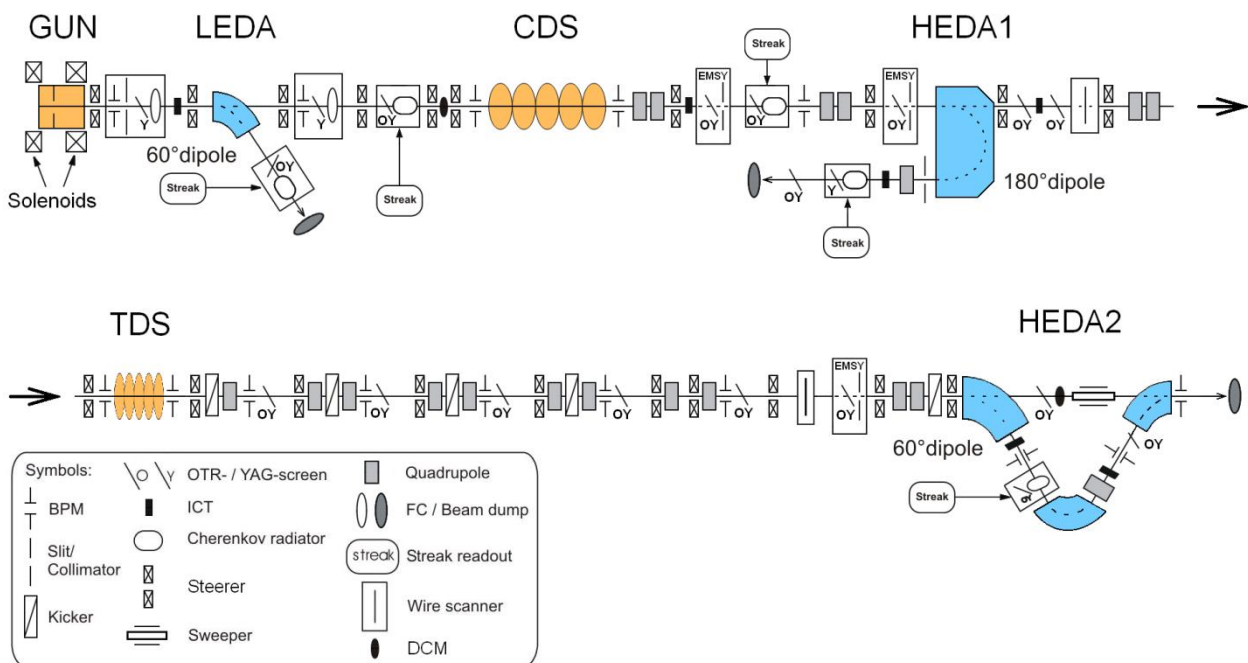 GUN LEDA CDS HEDA1
Streak
EMSY EMSY
Y Y OY OY OY OY OY OY
60°dipole
OY
Solenoids
Streak
Streak
OY Y
180°dipole
Streak
TDS HEDA2
EMSY
OY OY OY OY OY OY OY OY OY
60°dipole
Streak
Symbols:
BPM
Slit/
Collimator
Kicker
O Y OTR- / YAG-screen
ICT
Cherenkov radiator
Steerer
Sweeper
Quadrupole
FC / Beam dump
streak Streak readout
Wire scanner
DCM